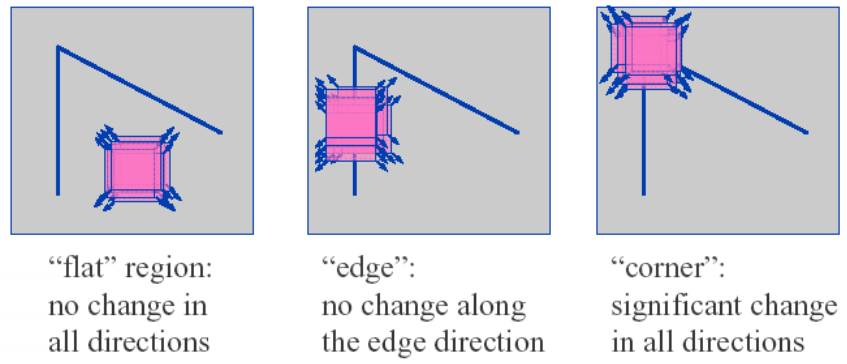 “flat” region:
no change in
all directions
“edge”:
no change along
the edge direction
“corner”:
significant change
in all directions